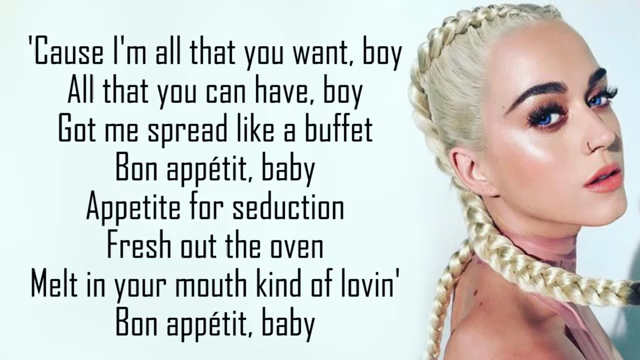 'Cause I'm all that you want, boy
All that you can have, boy
Got me spread like a buffet
Bon appétit, baby
Appetite for seduction
Fresh out the oven
Melt in your mouth kind of lovin'
Bon appétit, baby